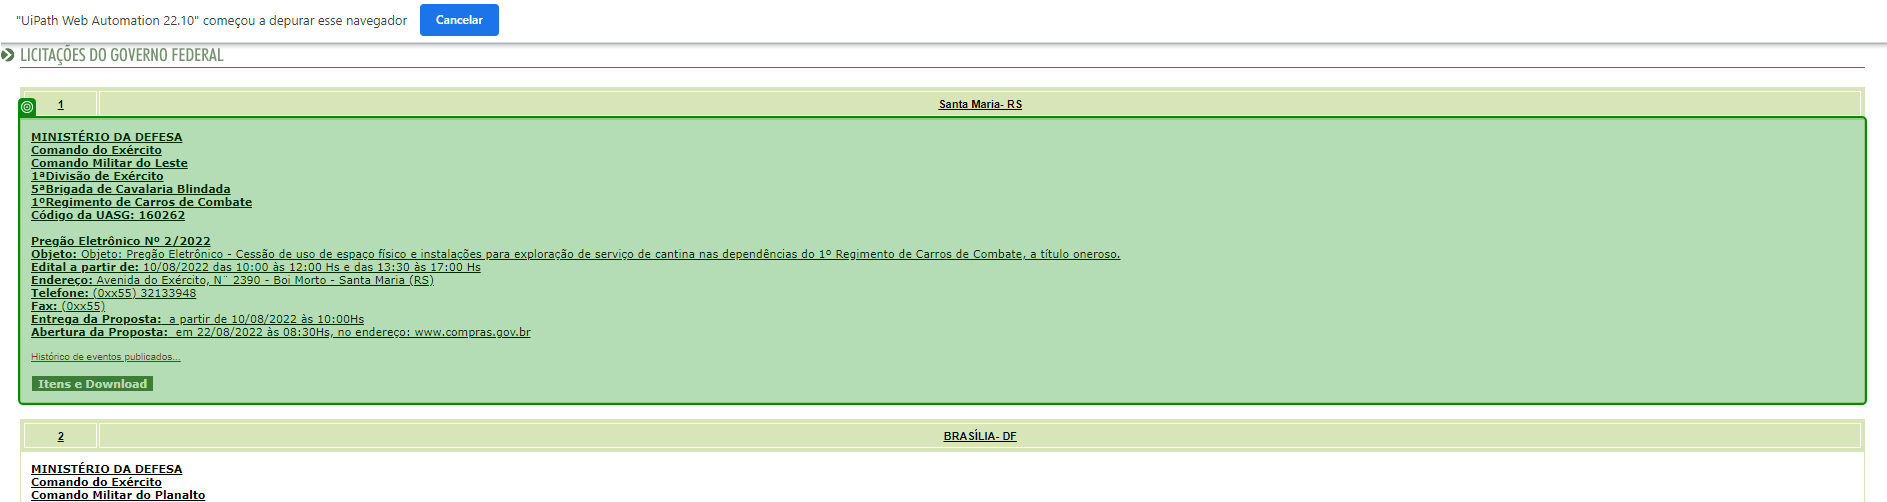 "UiPath Web Automation 22.10" começou a depurar esse navegador
Cancelar
LICITAÇÕES DO GOVERNO FEDERAL
1
Santa Maria- RS
MINISTÉRIO DA DEFESA
Comando do Exército
Comando Militar do Leste
1ªDivisão de Exército
5ªBrigada de Cavalaria Blindada
1ºRegimento de Carros de Combate
Código da UASG: 160262
Pregão Eletrônico Nº 2/2022
Objeto: Objeto: Pregão Eletrônico - Cessão de uso de espaço físico e instalações para exploração de serviço de cantina nas dependências do 1º Regimento de Carros de Combate, a título oneroso.
Edital a partir de: 10/08/2022 das 10:00 às 12:00 Hs e das 13:30 às 17:00 Hs
Endereço: Avenida do Exército, N¨ 2390 - Boi Morto - Santa Maria (RS)
Telefone: (0xx55) 32133948
Fax: (0xx55)
Entrega da Proposta: a partir de 10/08/2022 às 10:00Hs
Abertura da Proposta: em 22/08/2022 às 08:30Hs, no endereço: www.compras.gov.br
Histórico de eventos publicados...
Itens e Download
2
BRASÍLIA- DF
MINISTÉRIO DA DEFESA
Comando do Exército
Comando Militar do Planalto